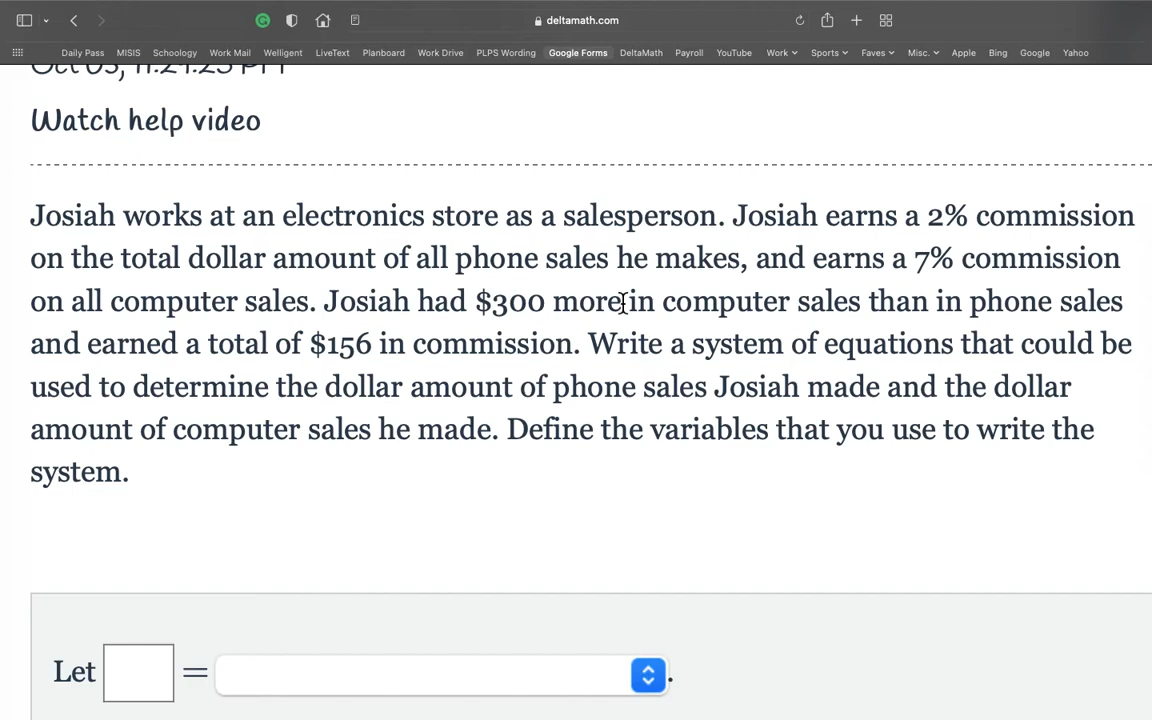 deltamath.com
Daily Pass MISIS Schoology Work Mail Welligent LiveText Planboard Work Drive PLPS Wording Google Forms DeltaMath Payroll YouTube Work Sports Faves Misc. Apple Bing Google Yahoo
Oct 05, 11:24:25 PM
Watch help video
Josiah works at an electronics store as a salesperson. Josiah earns a 2% commission
on the total dollar amount of all phone sales he makes, and earns a 7% commission
on all computer sales. Josiah had $300 more in computer sales than in phone sales
and earned a total of $156 in commission. Write a system of equations that could be
used to determine the dollar amount of phone sales Josiah made and the dollar
amount of computer sales he made. Define the variables that you use to write the
system.
Let =
.